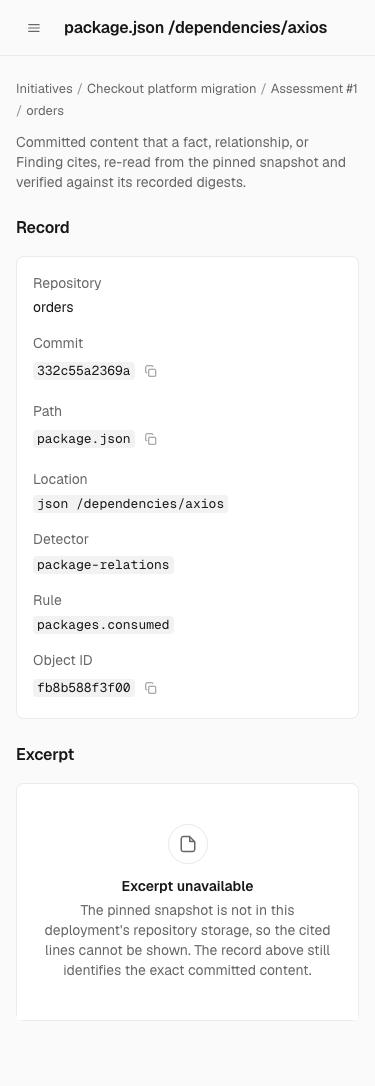 package.json /dependencies/axios
Initiatives / Checkout platform migration / Assessment #1
/ orders
Committed content that a fact, relationship, or
Finding cites, re-read from the pinned snapshot and
verified against its recorded digests.
Record
Repository
orders
Commit
332c55a2369a
Path
package.json
Location
json /dependencies/axios
Detector
package-relations
Rule
packages.consumed
Object ID
fb8b588f3f00
Excerpt
Excerpt unavailable
The pinned snapshot is not in this
deployment's repository storage, so the cited
lines cannot be shown. The record above still
identifies the exact committed content.